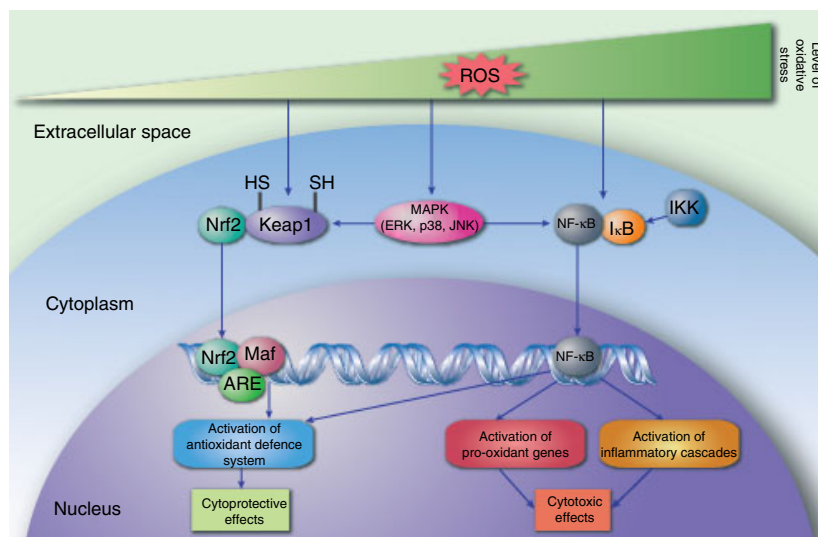 ROS
Level of
oxidative
stress
Extracellular space
HS
SH
Nrf2
Keap1
MAPK
(ERK, p38, JNK)
NF-κB
IκB
IKK
Cytoplasm
Nrf2
Maf
ARE
NF-κB
Activation of
antioxidant defence
system
Activation of
pro-oxidant genes
Activation of
inflammatory cascades
Nucleus
Cytoprotective
effects
Cytotoxic
effects